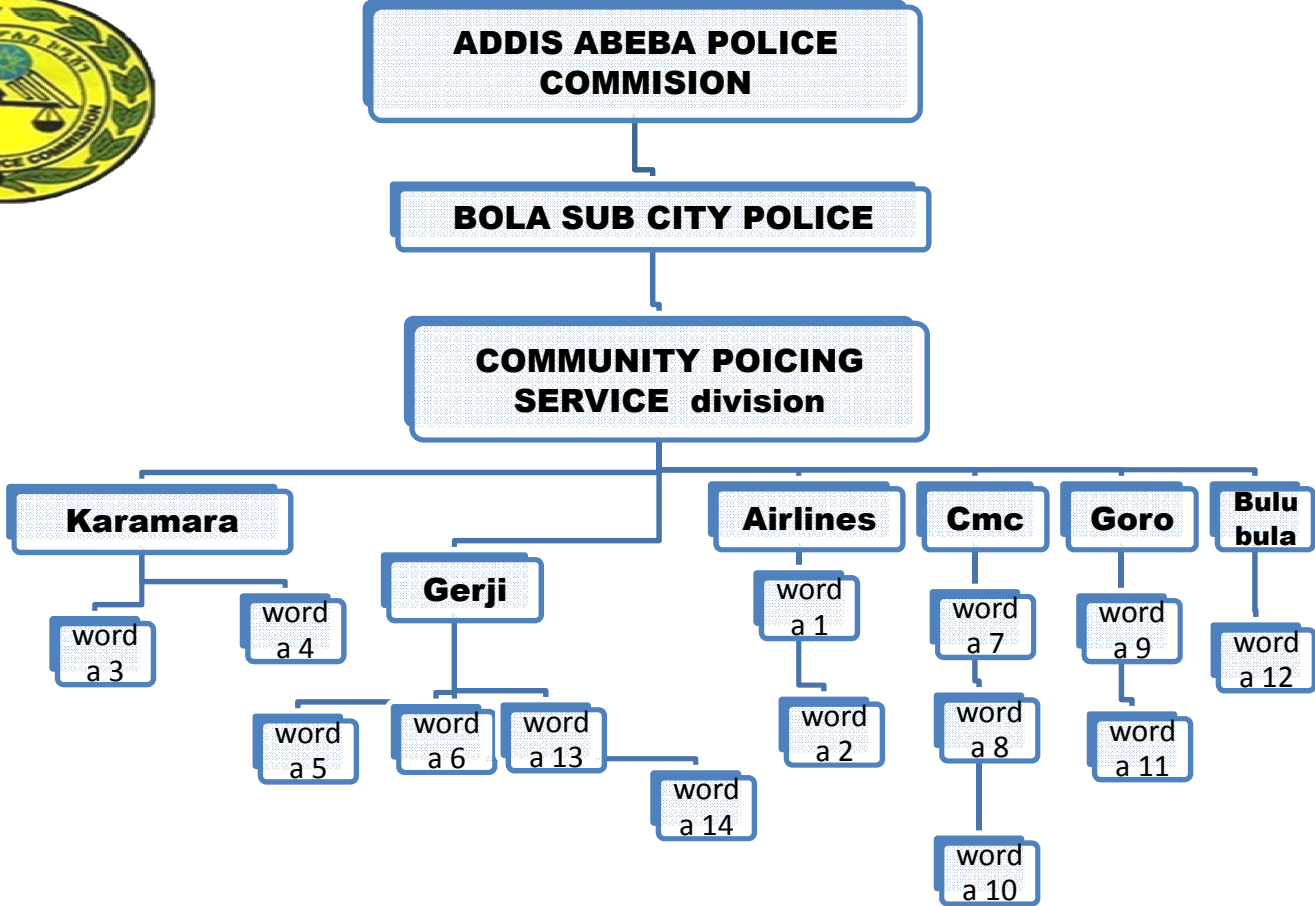 ADDIS ABEBA POLICE
COMMISION
BOLA SUB CITY POLICE
COMMUNITY POICING
SERVICE division
Karamara
Gerji
Airlines
Cmc
Goro
Bulu
bula
word
a 3
word
a 4
word
a 5
word
a 6
word
a 13
word
a 14
word
a 1
word
a 2
word
a 7
word
a 8
word
a 10
word
a 9
word
a 11
word
a 12
COMMISSION